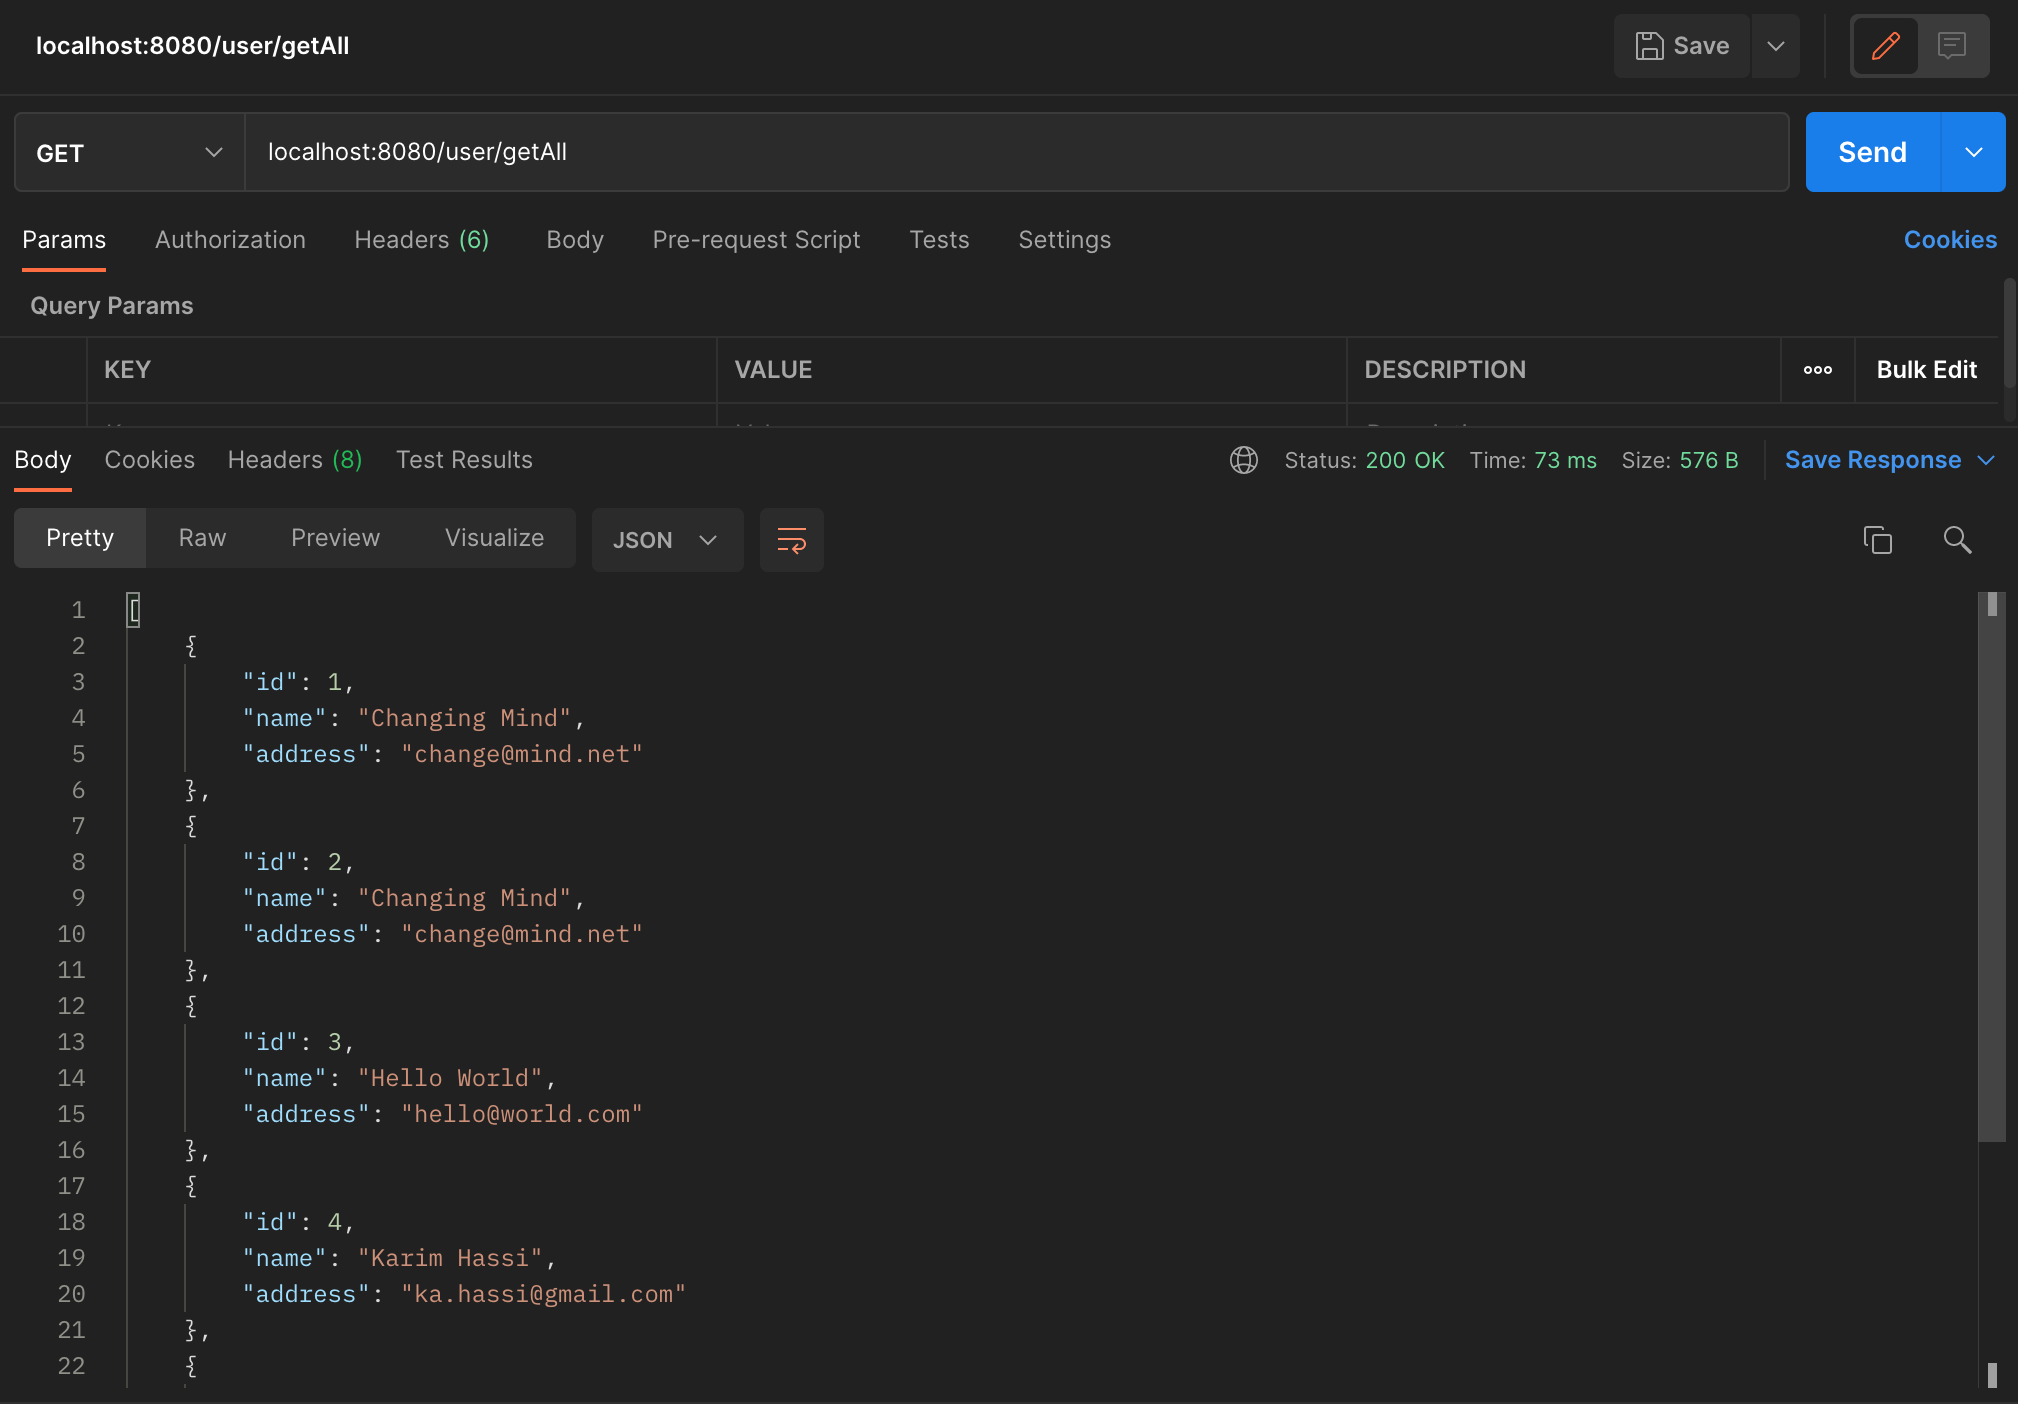 localhost:8080/user/getAll
Save
GET
localhost:8080/user/getAll
Send
Params Authorization Headers (6) Body Pre-request Script Tests Settings Cookies
Query Params
KEY VALUE DESCRIPTION ooo Bulk Edit
Body Cookies Headers (8) Test Results Status: 200 OK Time: 73 ms Size: 576 B Save Response
Pretty Raw Preview Visualize JSON
1 [
2 {
3 "id": 1,
4 "name": "Changing Mind",
5 "address": "change@mind.net"
6 },
7 {
8 "id": 2,
9 "name": "Changing Mind",
10 "address": "change@mind.net"
11 },
12 {
13 "id": 3,
14 "name": "Hello World",
15 "address": "hello@world.com"
16 },
17 {
18 "id": 4,
19 "name": "Karim Hassi",
20 "address": "ka.hassi@gmail.com"
21 },
22 {